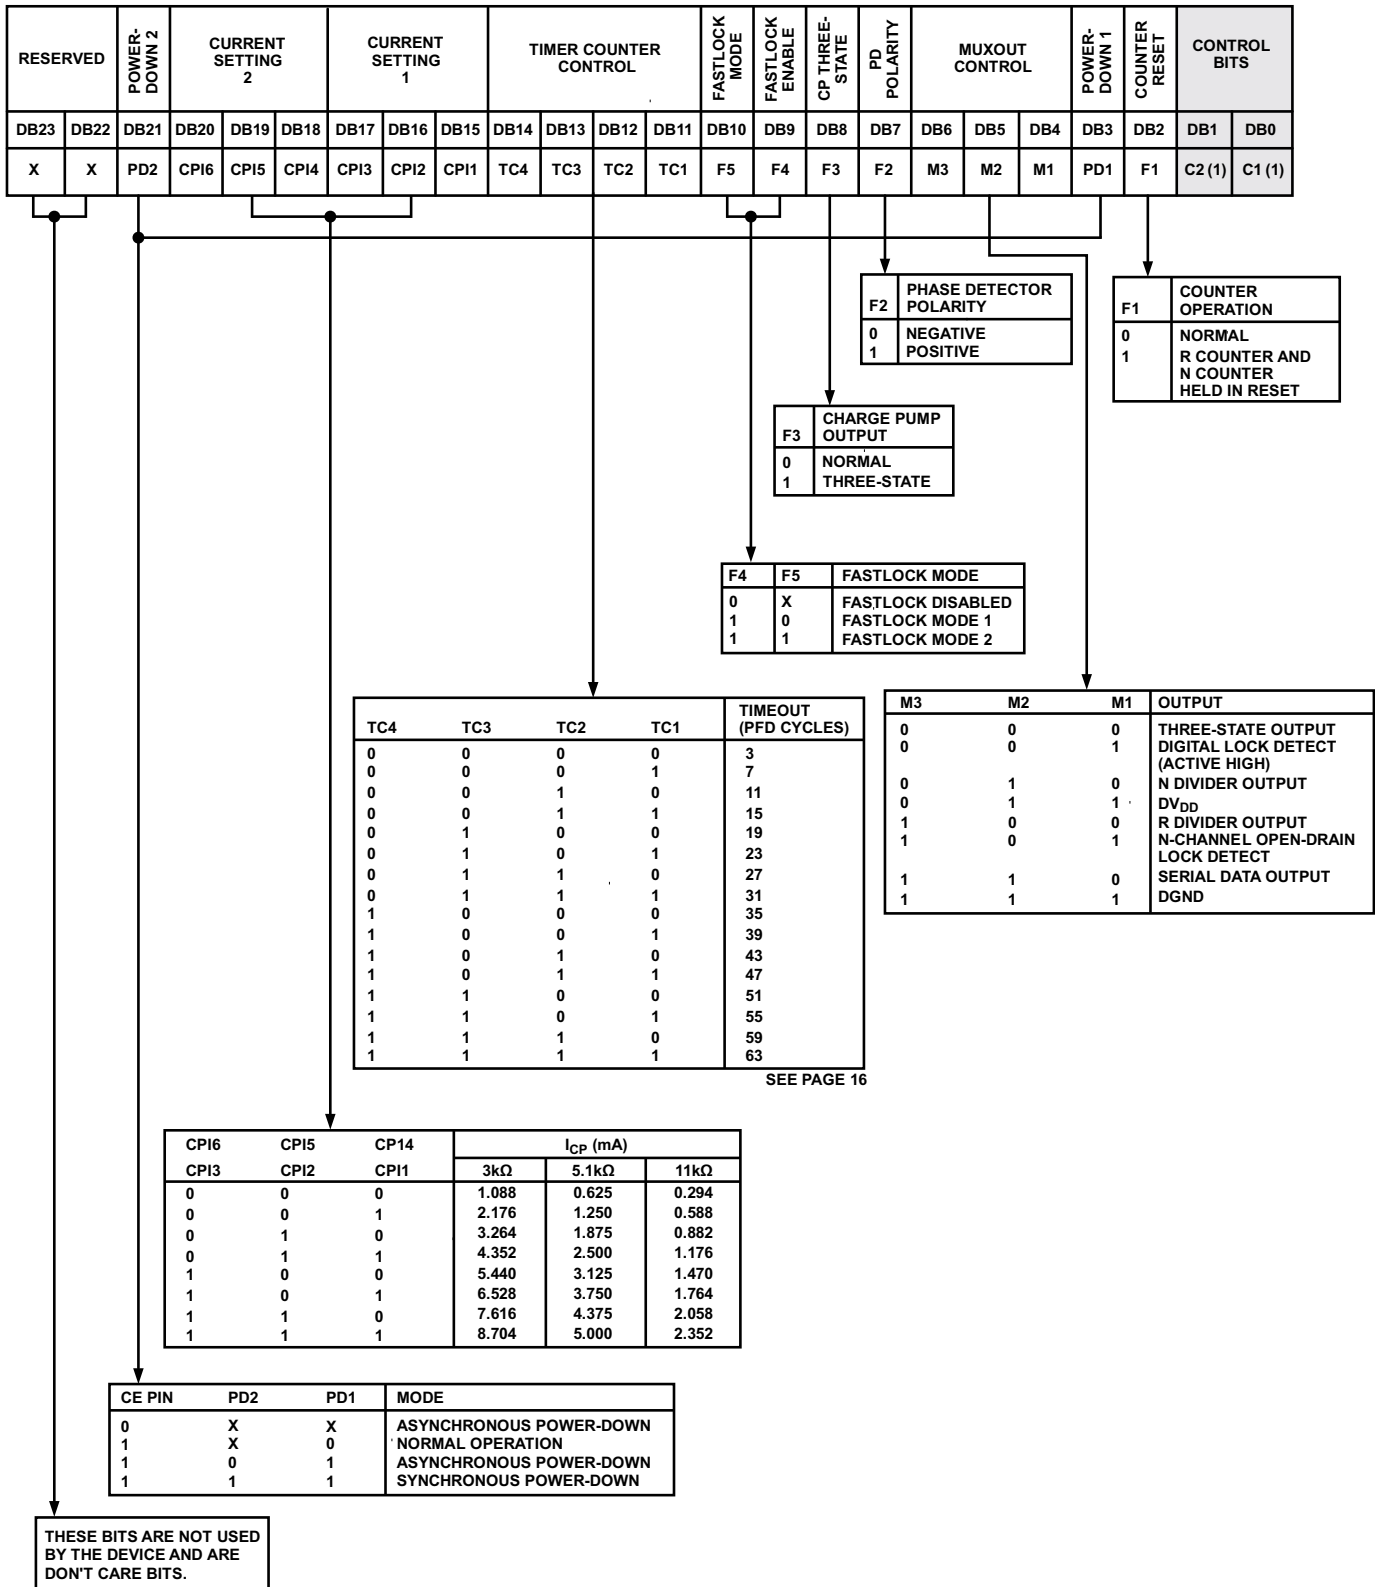 RESERVED
POWER-
DOWN 2
CURRENT
SETTING
2
CURRENT
SETTING
1
TIMER COUNTER
CONTROL
FASTLOCK
MODE
FASTLOCK
ENABLE
CP THREE-
STATE
PD
POLARITY
MUXOUT
CONTROL
POWER-
DOWN 1
COUNTER
RESET
CONTROL
BITS
DB23 DB22 DB21 DB20 DB19 DB18 DB17 DB16 DB15 DB14 DB13 DB12 DB11 DB10 DB9 DB8 DB7 DB6 DB5 DB4 DB3 DB2 DB1 DB0
X X PD2 CPI6 CPI5 CPI4 CPI3 CPI2 CPI1 TC4 TC3 TC2 TC1 F5 F4 F3 F2 M3 M2 M1 PD1 F1 C2 (1) C1 (1)
F2 PHASE DETECTOR
POLARITY
0 NEGATIVE
1 POSITIVE
F1 COUNTER
OPERATION
0 NORMAL
1 R COUNTER AND
N COUNTER
HELD IN RESET
F3 CHARGE PUMP
OUTPUT
0 NORMAL
1 THREE-STATE
F4 F5 FASTLOCK MODE
0 X FASTLOCK DISABLED
1 0 FASTLOCK MODE 1
1 1 FASTLOCK MODE 2
TC4 TC3 TC2 TC1 TIMEOUT
(PFD CYCLES)
0 0 0 0 3
0 0 0 1 7
0 0 1 0 11
0 0 1 1 15
0 1 0 0 19
0 1 0 1 23
0 1 1 0 27
0 1 1 1 31
1 0 0 0 35
1 0 0 1 39
1 0 1 0 43
1 0 1 1 47
1 1 0 0 51
1 1 0 1 55
1 1 1 0 59
1 1 1 1 63
SEE PAGE 16
M3 M2 M1 OUTPUT
0 0 0 THREE-STATE OUTPUT
0 0 1 DIGITAL LOCK DETECT
(ACTIVE HIGH)
0 1 0 N DIVIDER OUTPUT
0 1 1 DVDD
1 0 0 R DIVIDER OUTPUT
1 0 1 N-CHANNEL OPEN-DRAIN
LOCK DETECT
1 1 0 SERIAL DATA OUTPUT
1 1 1 DGND
CPI6 CPI5 CP14 ICP (mA)
CPI3 CPI2 CPI1 3kΩ 5.1kΩ 11kΩ
0 0 0 1.088 0.625 0.294
0 0 1 2.176 1.250 0.588
0 1 0 3.264 1.875 0.882
0 1 1 4.352 2.500 1.176
1 0 0 5.440 3.125 1.470
1 0 1 6.528 3.750 1.764
1 1 0 7.616 4.375 2.058
1 1 1 8.704 5.000 2.352
CE PIN PD2 PD1 MODE
0 X X ASYNCHRONOUS POWER-DOWN
1 X 0 NORMAL OPERATION
1 0 1 ASYNCHRONOUS POWER-DOWN
1 1 1 SYNCHRONOUS POWER-DOWN
THESE BITS ARE NOT USED
BY THE DEVICE AND ARE
DON'T CARE BITS.